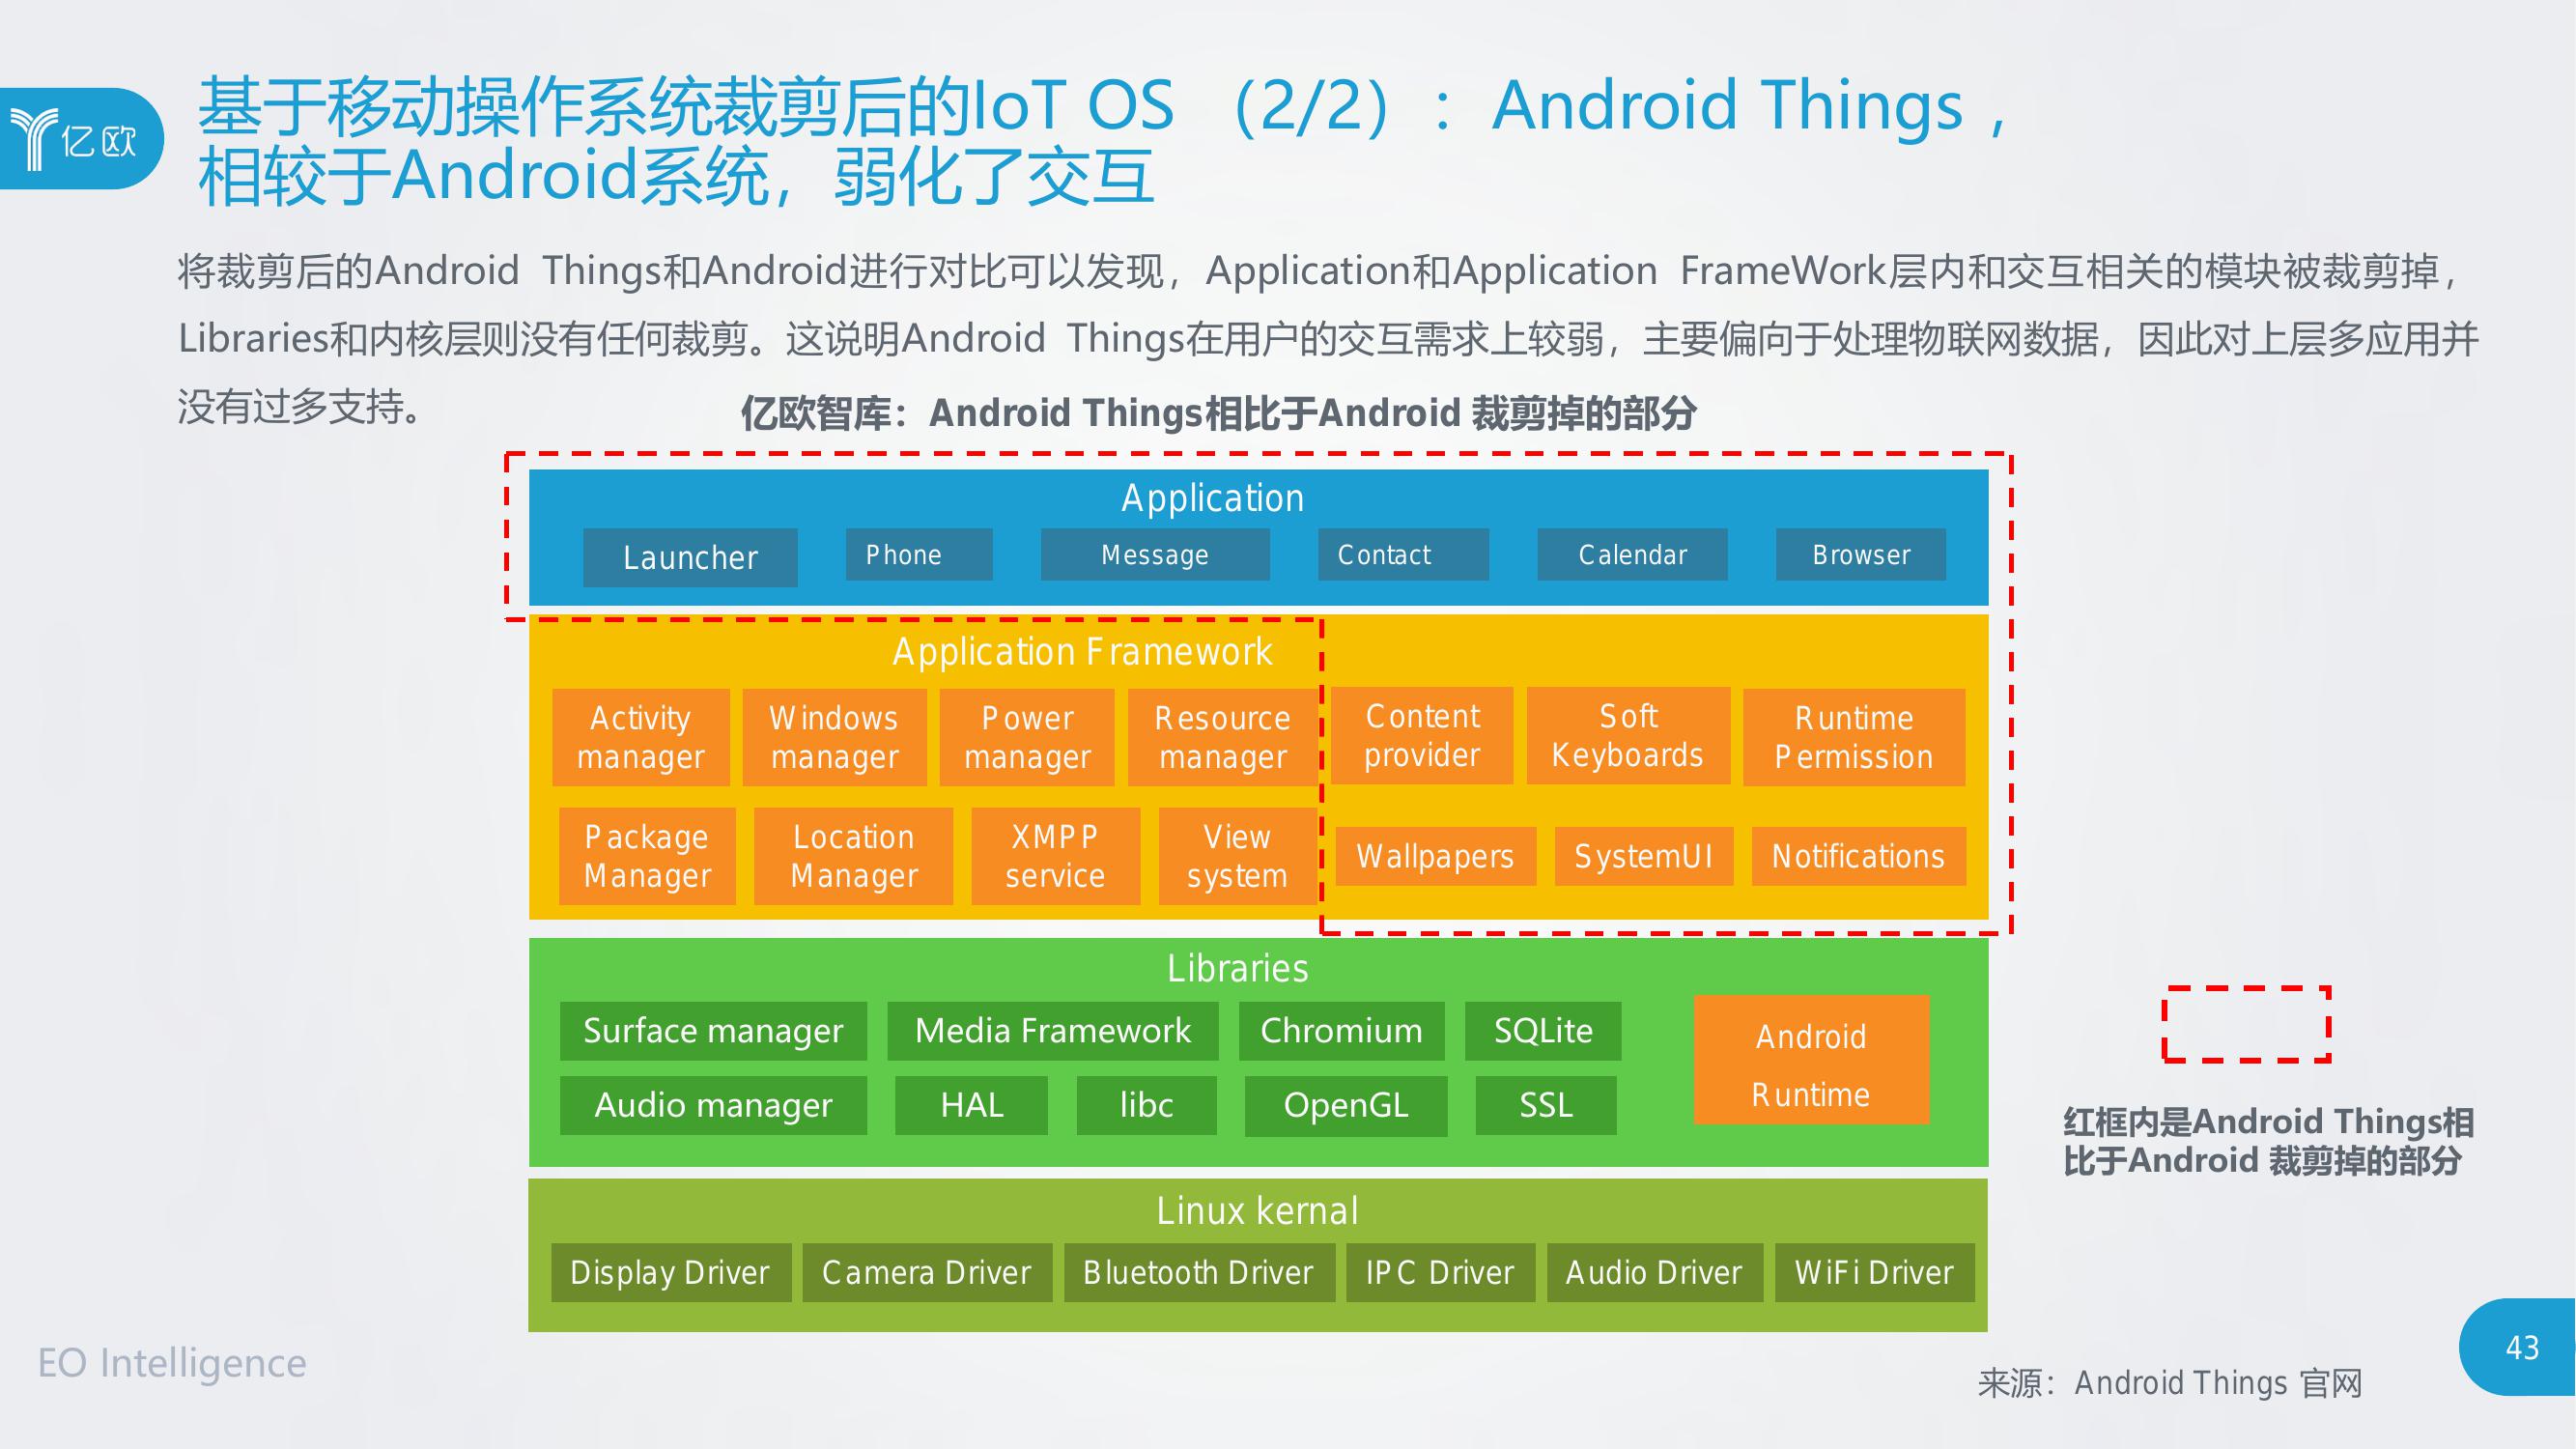 亿欧
基于移动操作系统裁剪后的IoT OS （2/2）：Android Things，
相较于Android系统，弱化了交互
将裁剪后的Android Things和Android进行对比可以发现，Application和Application FrameWork层内和交互相关的模块被裁剪掉，
Libraries和内核层则没有任何裁剪。这说明Android Things在用户的交互需求上较弱，主要偏向于处理物联网数据，因此对上层多应用并
没有过多支持。
亿欧智库：Android Things相比于Android 裁剪掉的部分
Application
Launcher Phone Message Contact Calendar Browser
Application Framework
Activity manager Windows manager Power manager Resource manager Content provider Soft Keyboards Runtime Permission
Package Manager Location Manager XMPP service View system Wallpapers SystemUI Notifications
Libraries
Surface manager Media Framework Chromium SQLite
Audio manager HAL libc OpenGL SSL
Android
Runtime
红框内是Android Things相
比于Android 裁剪掉的部分
Linux kernal
Display Driver Camera Driver Bluetooth Driver IPC Driver Audio Driver WiFi Driver
EO Intelligence
来源：Android Things 官网
43